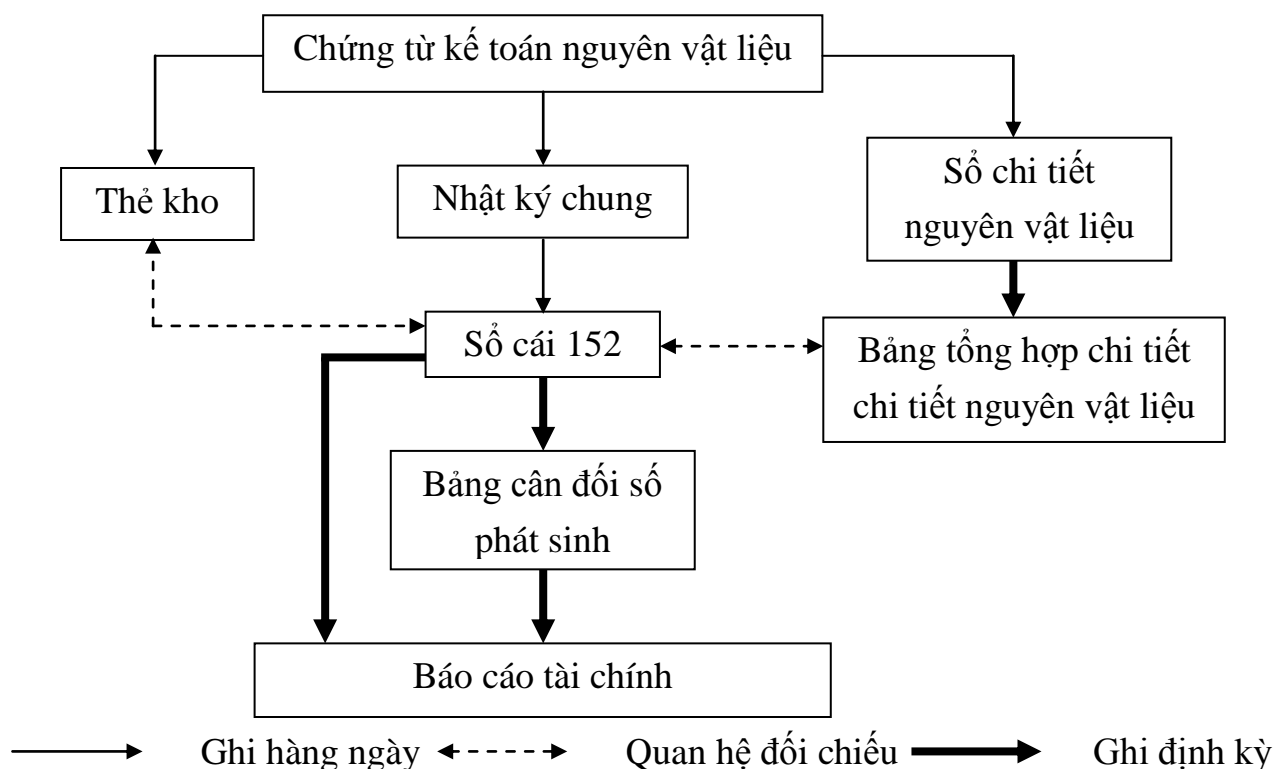 Chứng từ kế toán nguyên vật liệu
Thẻ kho
Nhật ký chung
Sổ chi tiết
nguyên vật liệu
Sổ cái 152
Bảng tổng hợp chi tiết
chi tiết nguyên vật liệu
Bảng cân đối số
phát sinh
Báo cáo tài chính
Ghi hàng ngày Quan hệ đối chiếu Ghi định kỳ